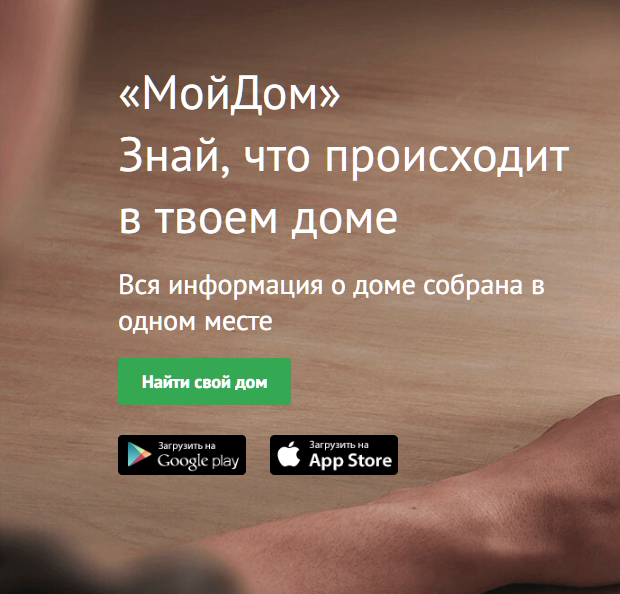 «МойДом»
Знай, что происходит
в твоем доме
Вся информация о доме собрана в
одном месте
Найти свой дом
Загрузить на
Google play
Загрузить на
App Store